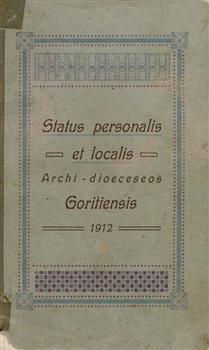 Status personalis
et localis
Archi-dioeceseos
Goritiensis
1912